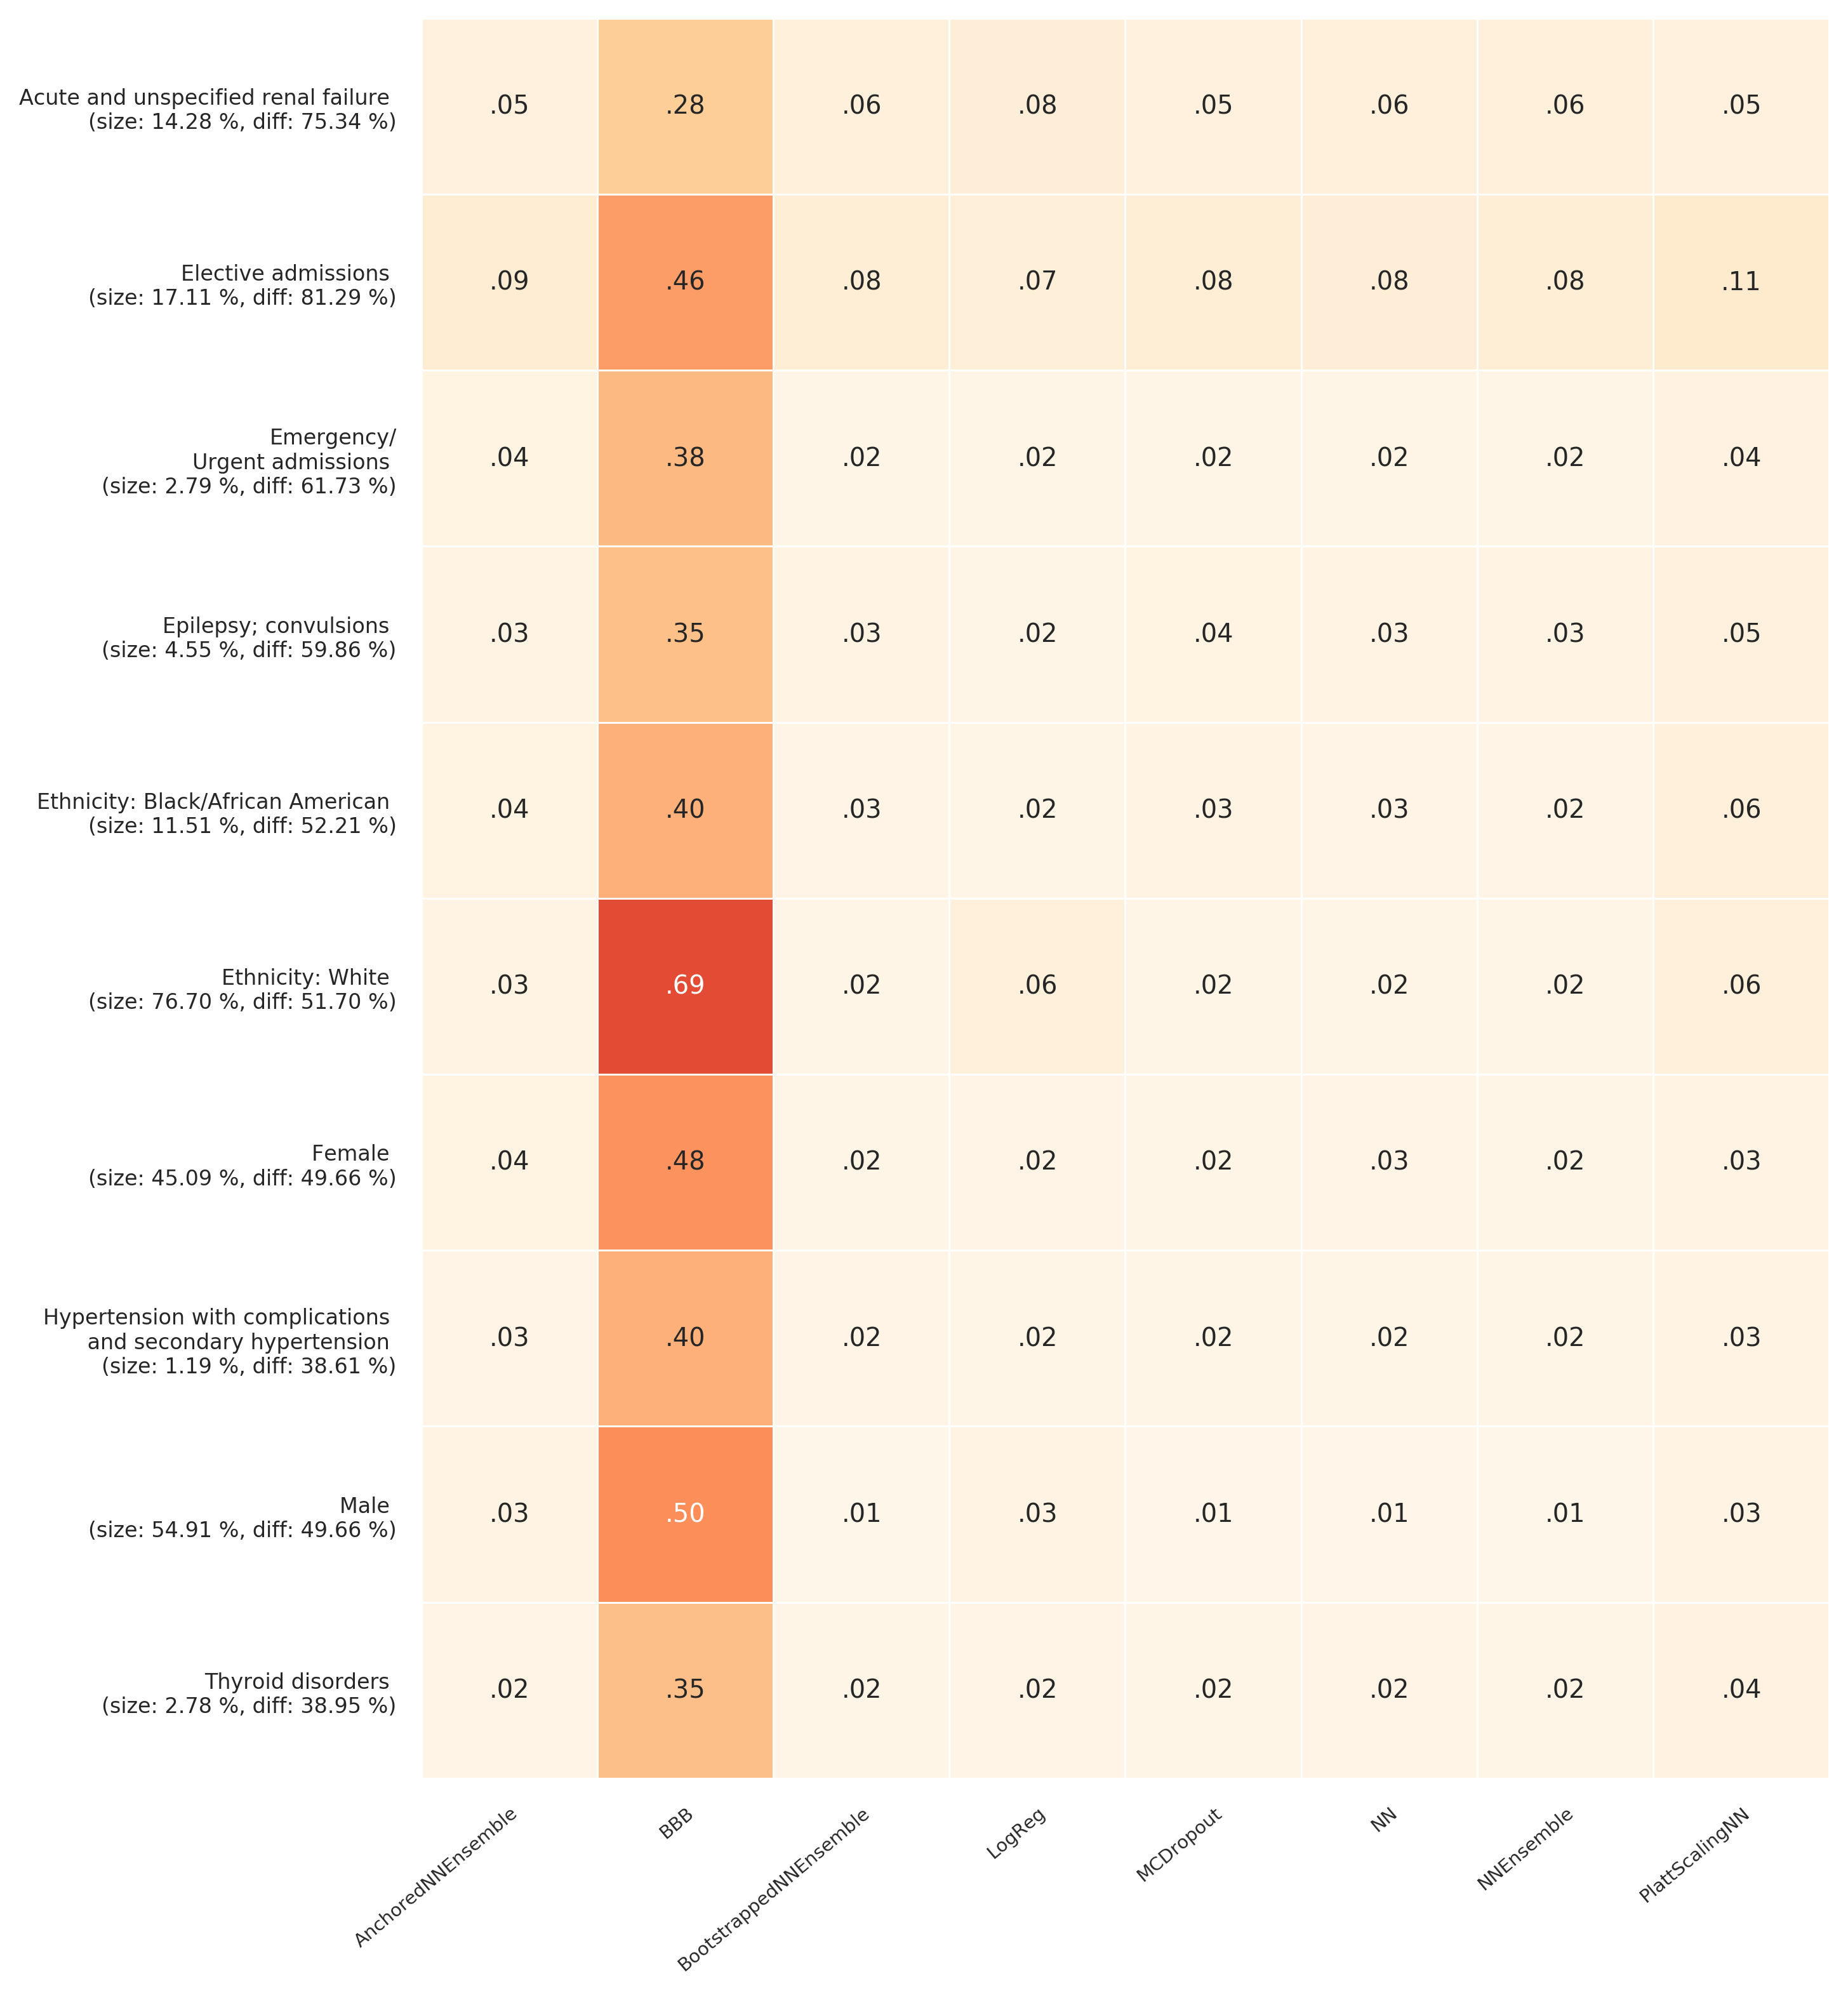 Acute and unspecified renal failure
(size: 14.28 %, diff: 75.34 %)
.05 .28 .06 .08 .05 .06 .06 .05
Elective admissions
(size: 17.11 %, diff: 81.29 %)
.09 .46 .08 .07 .08 .08 .08 .11
Emergency/
Urgent admissions
(size: 2.79 %, diff: 61.73 %)
.04 .38 .02 .02 .02 .02 .02 .04
Epilepsy; convulsions
(size: 4.55 %, diff: 59.86 %)
.03 .35 .03 .02 .04 .03 .03 .05
Ethnicity: Black/African American
(size: 11.51 %, diff: 52.21 %)
.04 .40 .03 .02 .03 .03 .02 .06
Ethnicity: White
(size: 76.70 %, diff: 51.70 %)
.03 .69 .02 .06 .02 .02 .02 .06
Female
(size: 45.09 %, diff: 49.66 %)
.04 .48 .02 .02 .02 .03 .02 .03
Hypertension with complications
and secondary hypertension
(size: 1.19 %, diff: 38.61 %)
.03 .40 .02 .02 .02 .02 .02 .03
Male
(size: 54.91 %, diff: 49.66 %)
.03 .50 .01 .03 .01 .01 .01 .03
Thyroid disorders
(size: 2.78 %, diff: 38.95 %)
.02 .35 .02 .02 .02 .02 .02 .04
AnchoredNNEnsemble
BBB
BootstrappedNNEnsemble
LogReg
MCDropout
NN
NNEnsemble
PlattScalingNN